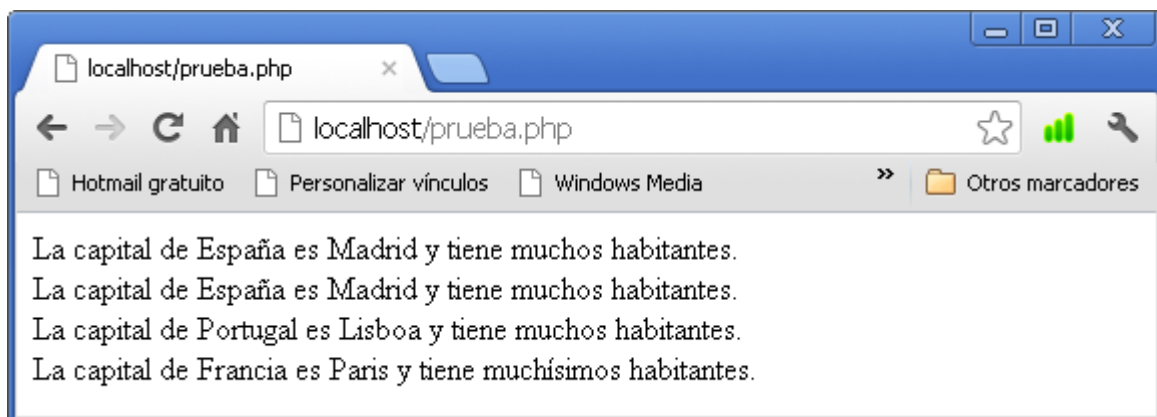 localhost/prueba.php
localhost/prueba.php
Hotmail gratuito Personalizar vínculos Windows Media » Otros marcadores
La capital de España es Madrid y tiene muchos habitantes.
La capital de España es Madrid y tiene muchos habitantes.
La capital de Portugal es Lisboa y tiene muchos habitantes.
La capital de Francia es Paris y tiene muchísimos habitantes.